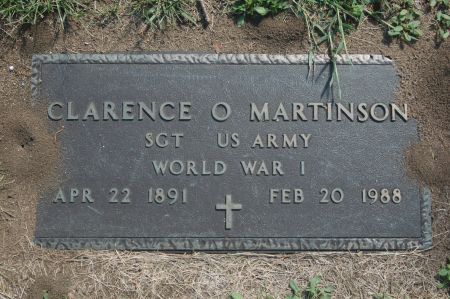 CLARENCE O MARTINSON
SGT US ARMY
WORLD WAR I
APR 22 1891 FEB 20 1988